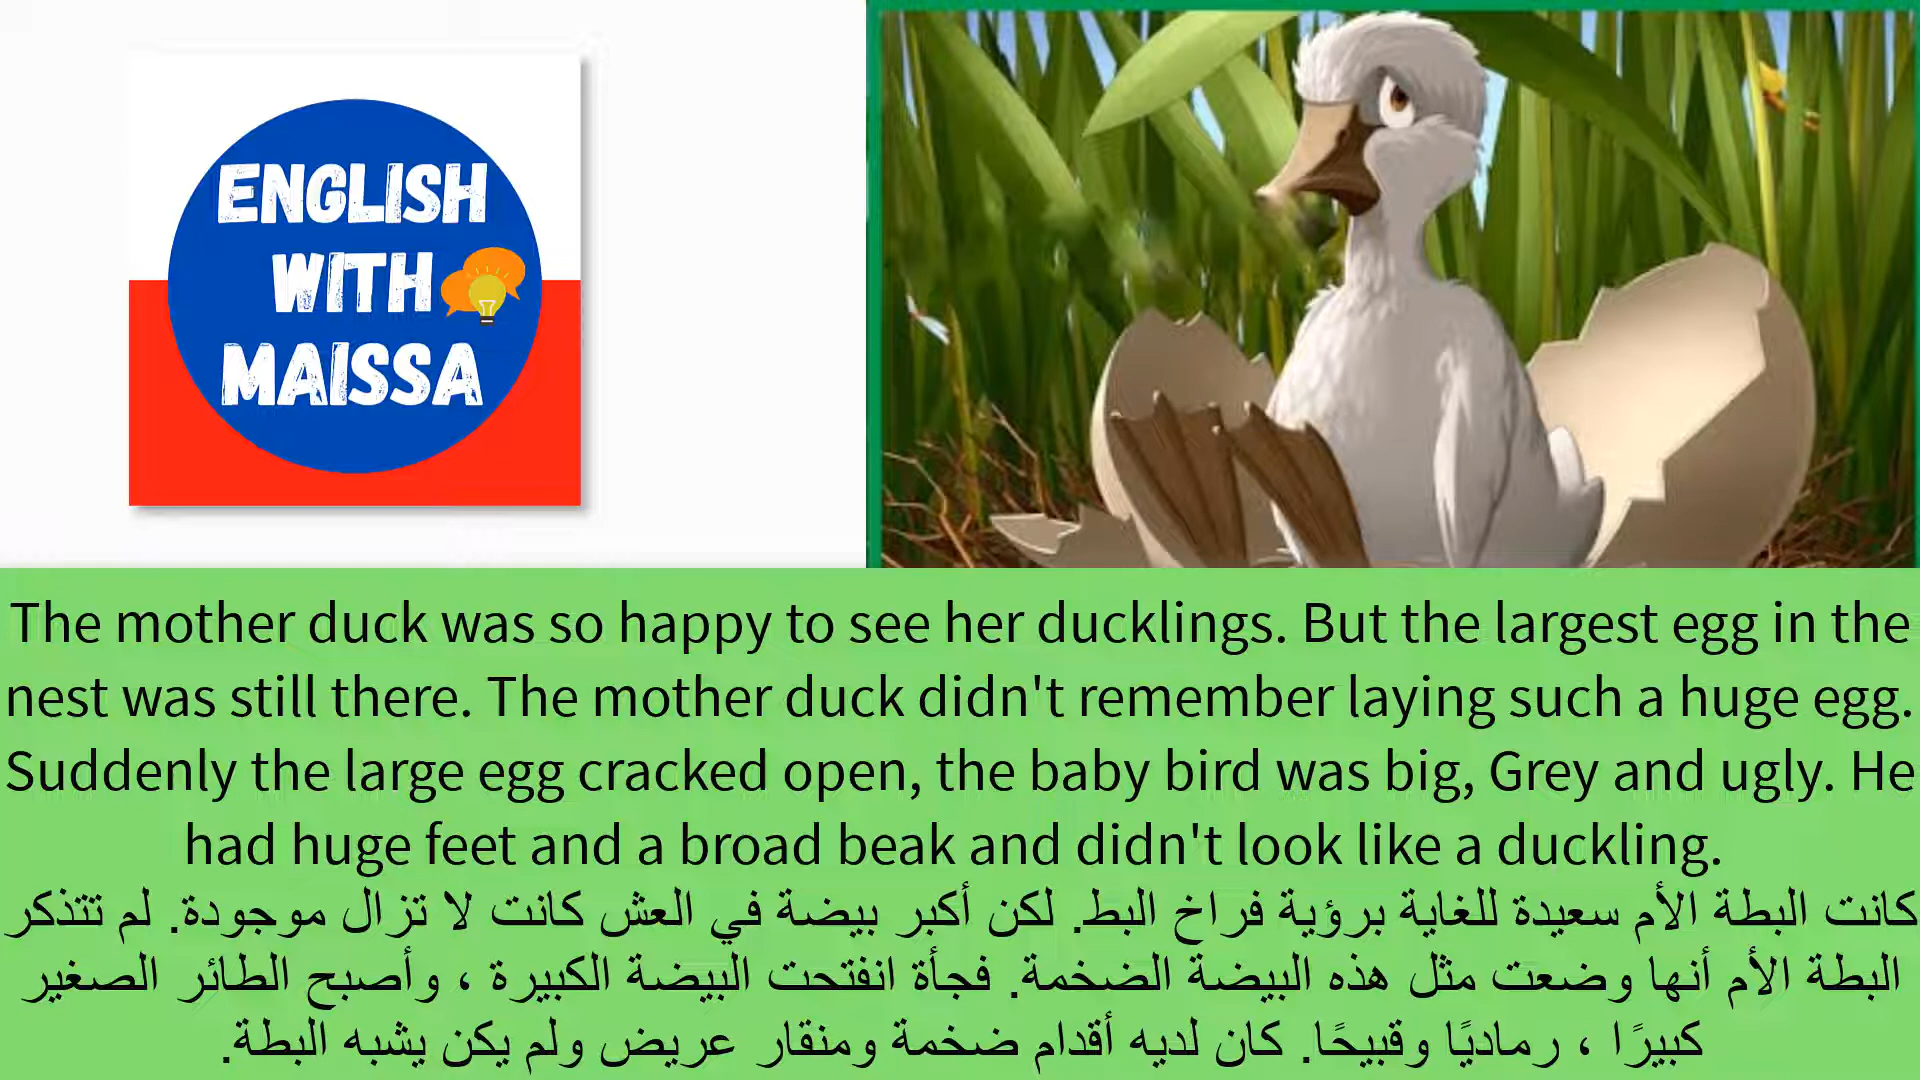 ENGLISH
WITH
MAISSA
The mother duck was so happy to see her ducklings. But the largest egg in the
nest was still there. The mother duck didn't remember laying such a huge egg.
Suddenly the large egg cracked open, the baby bird was big, Grey and ugly. He
had huge feet and a broad beak and didn't look like a duckling.
كانت البطة الأم سعيدة للغاية برؤية فراخ البط. لكن أكبر بيضة في العش كانت لا تزال موجودة. لم تتذكر
البطة الأم أنها وضعت مثل هذه البيضة الضخمة. فجأة انفتحت البيضة الكبيرة ، وأصبح الطائر الصغير
كبيرًا ، رماديًا وقبيحًا. كان لديه أقدام ضخمة ومنقار عريض ولم يكن يشبه البطة.